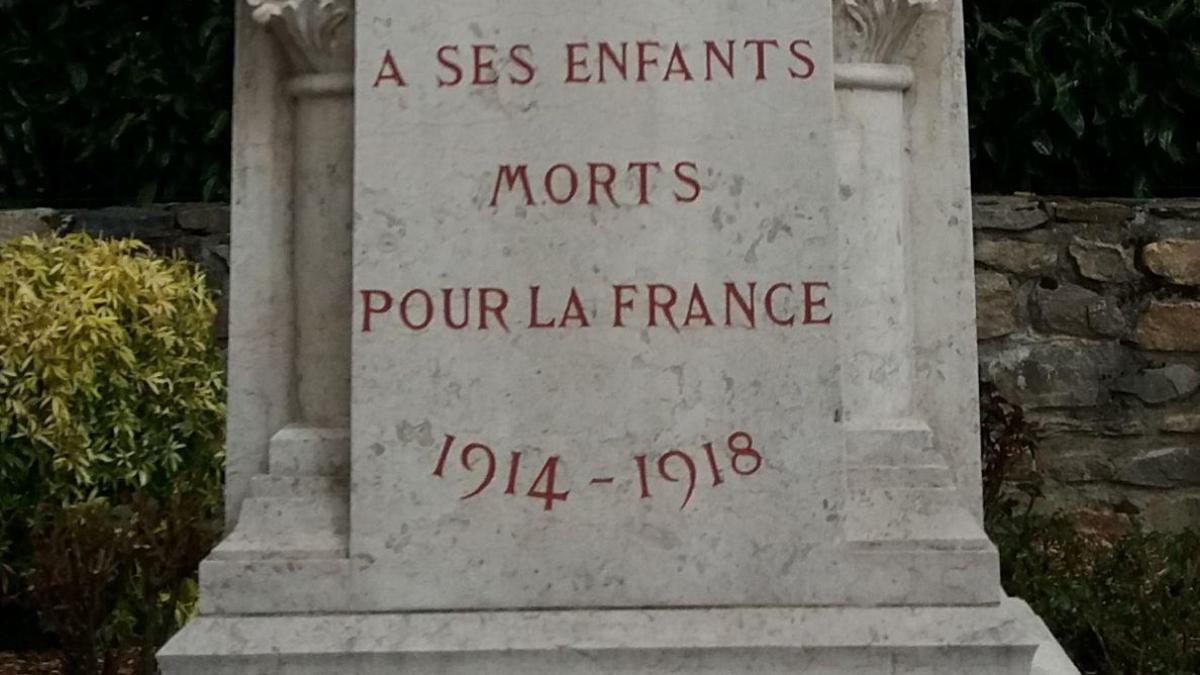 A SES ENFANTS
MORTS
POUR LA FRANCE
1914 - 1918